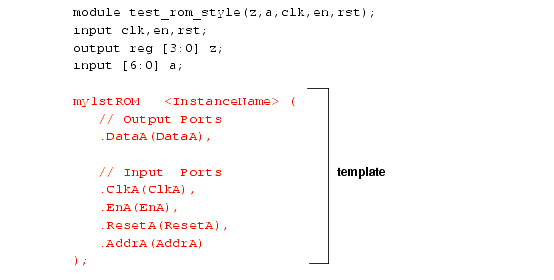 module test_rom_style(z,a,clk,en,rst);
input clk,en,rst;
output reg [3:0] z;
input [6:0] a;
mylstROM <InstanceName> (
// Output Ports
.DataA(DataA),
// Input Ports
.ClkA(ClkA),
.EnA(EnA),
.ResetA(ResetA),
.AddrA(AddrA)
);
template